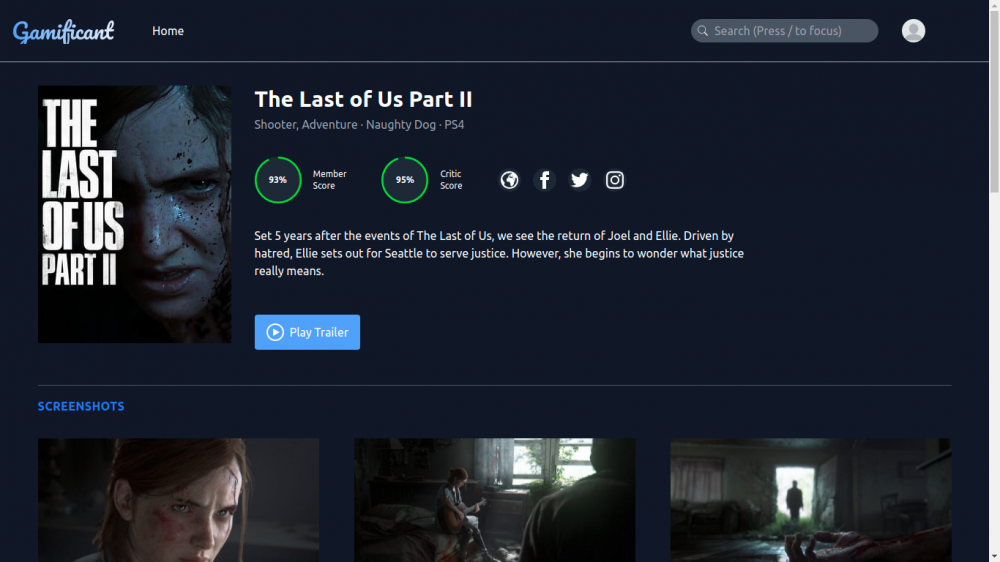 Gamificant
Home
Search (Press / to focus)
THE
LAST
OF US
PART II
The Last of Us Part II
Shooter, Adventure · Naughty Dog · PS4
93%
Member
Score
95%
Critic
Score
Set 5 years after the events of The Last of Us, we see the return of Joel and Ellie. Driven by
hatred, Ellie sets out for Seattle to serve justice. However, she begins to wonder what justice
really means.
Play Trailer
SCREENSHOTS